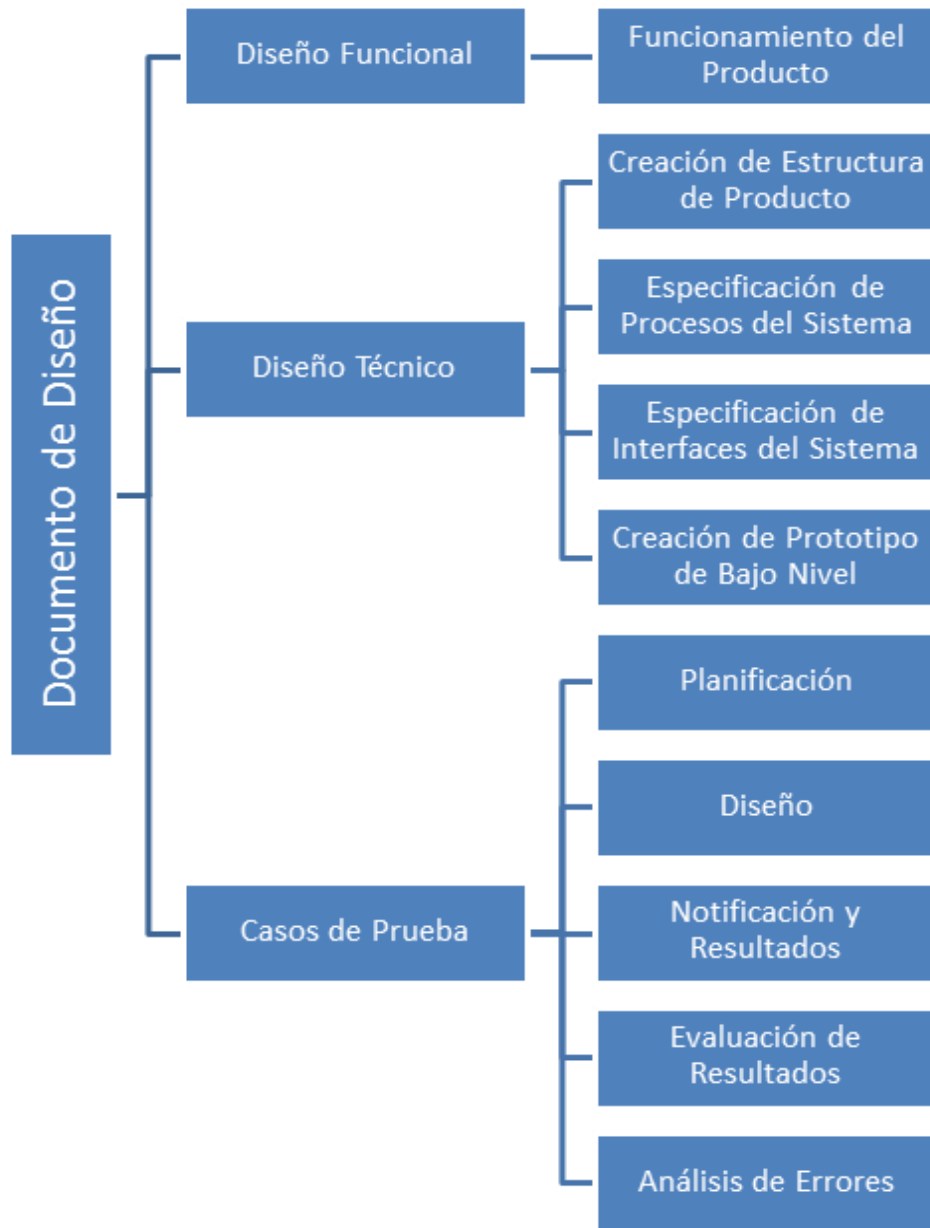 Documento de Diseño
Diseño Funcional
Funcionamiento del
Producto
Diseño Técnico
Creación de Estructura
de Producto
Especificación de
Procesos del Sistema
Especificación de
Interfaces del Sistema
Creación de Prototipo
de Bajo Nivel
Casos de Prueba
Planificación
Diseño
Notificación y
Resultados
Evaluación de
Resultados
Análisis de Errores